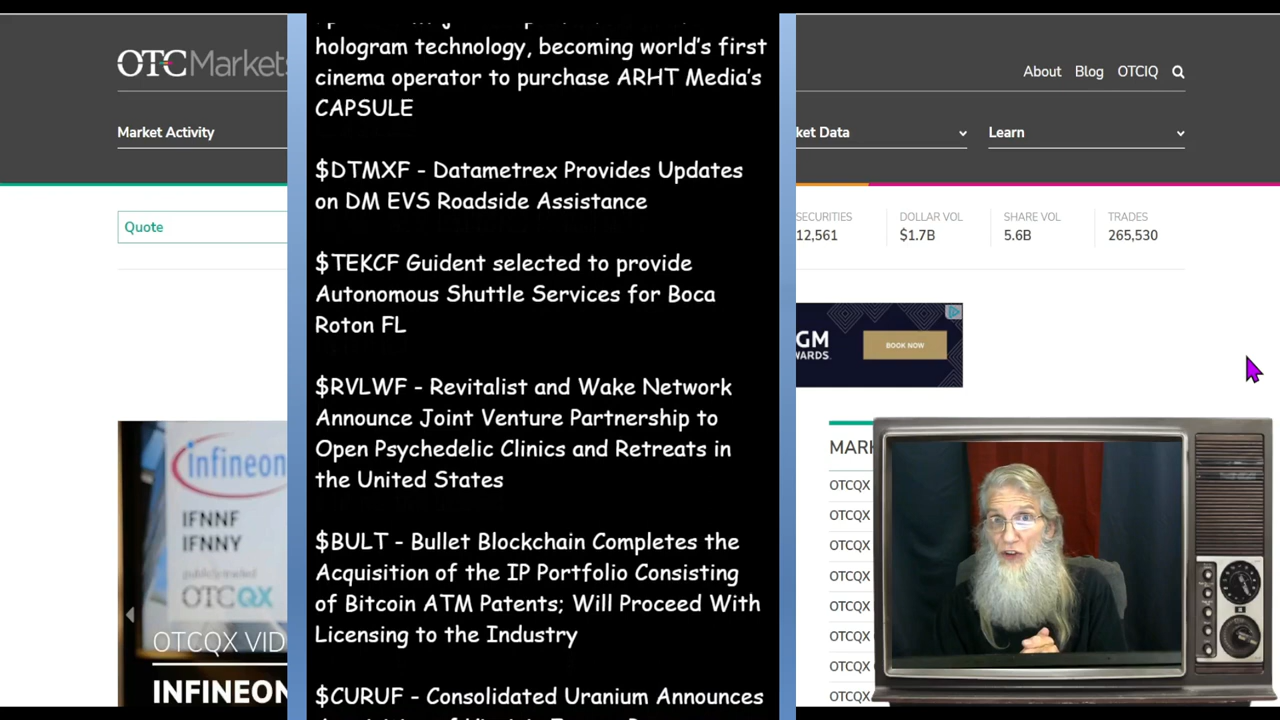 hologram technology, becoming world's first
cinema operator to purchase ARHT Media's
CAPSULE
$DTMXF - Datametrex Provides Updates
on DM EVS Roadside Assistance
$TEKCF Guident selected to provide
Autonomous Shuttle Services for Boca
Roton FL
$RVLWF - Revitalist and Wake Network
Announce Joint Venture Partnership to
Open Psychedelic Clinics and Retreats in
the United States
$BULT - Bullet Blockchain Completes the
Acquisition of the IP Portfolio Consisting
of Bitcoin ATM Patents; Will Proceed With
Licensing to the Industry
$CURUF - Consolidated Uranium Announces
OTCMarkets
About Blog OTCIQ
Market Activity
ket Data
Learn
Quote
SECURITIES
12,561
DOLLAR VOL
$1.7B
SHARE VOL
5.6B
TRADES
265,530
GM
WARDS.
BOOK NOW
infineon
IFNNF
IFNNY
publicly traded
OTCQX
OTCQX VID
INFINEON
MARK
OTCQX
OTCQX
OTCQX
OTCQX
OTCQX
OTCQX
OTCQX
OTCQX